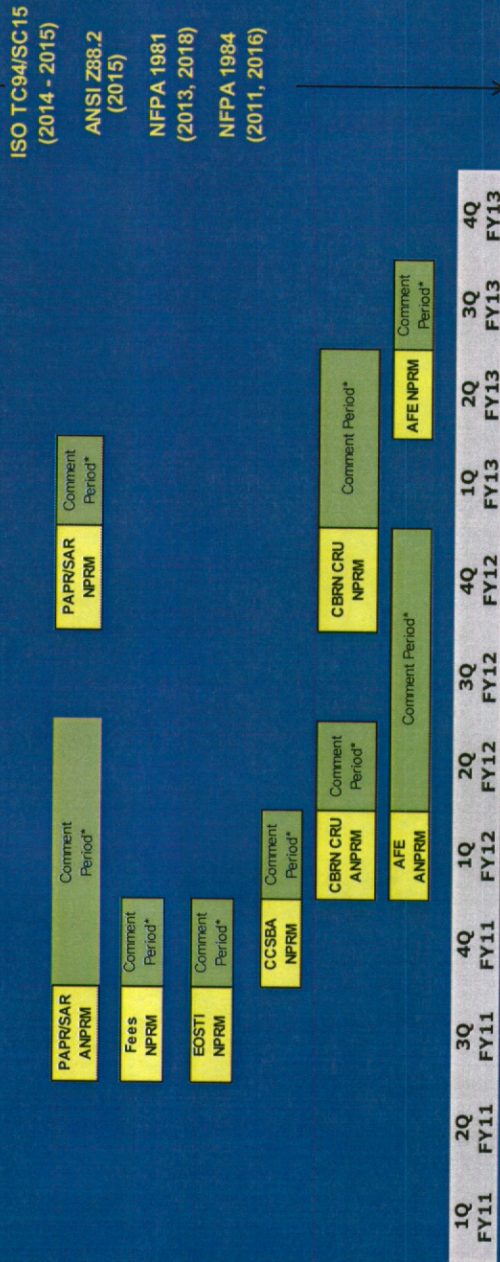 ISO TC94/SC15
(2014 - 2015)
ANSI Z88.2
(2015)
NFPA 1981
(2013, 2018)
NFPA 1984
(2011, 2016)
PAPR/SAR
ANPRM
Comment
Period*
PAPR/SAR
NPRM
Comment
Period*
Fees
NPRM
Comment
Period*
EOSTI
NPRM
Comment
Period*
CCSBA
NPRM
Comment
Period*
CBRN CRU
ANPRM
Comment
Period*
CBRN CRU
NPRM
Comment Period*
AFE
ANPRM
Comment Period*
AFE NPRM
Comment
Period*
1Q
FY11
2Q
FY11
3Q
FY11
4Q
FY11
1Q
FY12
2Q
FY12
3Q
FY12
4Q
FY12
1Q
FY13
2Q
FY13
3Q
FY13
4Q
FY13